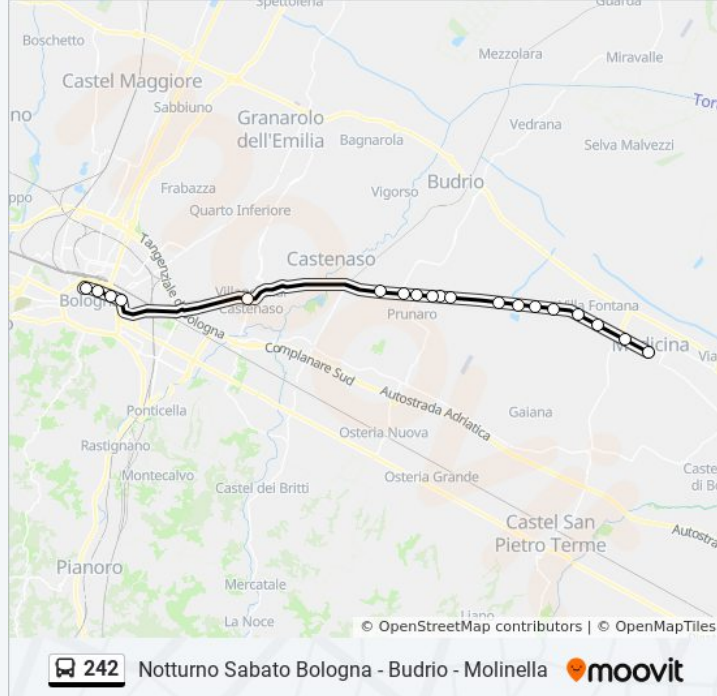 Spettoleria
Guarda
Boschetto
Mezzolara
Miravalle
Castel Maggiore
Sabbiuno
Granarolo
dell'Emilia
Bagnarola
Vedrana
Selva Malvezzi
Frabazza
Quarto Inferiore
Vigorso
Budrio
Tangenziale di Bologna
Castenaso
Bologna
Castenaso
Prunaro
Villa Fontana
Medicina
Complanare Sud
Autostrada Adriatica
Ponticella
Gaiana
Rastignano
Osteria Nuova
Montecalvo
Osteria Grande
Castel dei Britti
Castel San
Pietro Terme
Pianoro
Mercatale
La Noce
Liano
© OpenStreetMap contributors | © OpenMapTiles
242 Notturno Sabato Bologna - Budrio - Molinella moovit